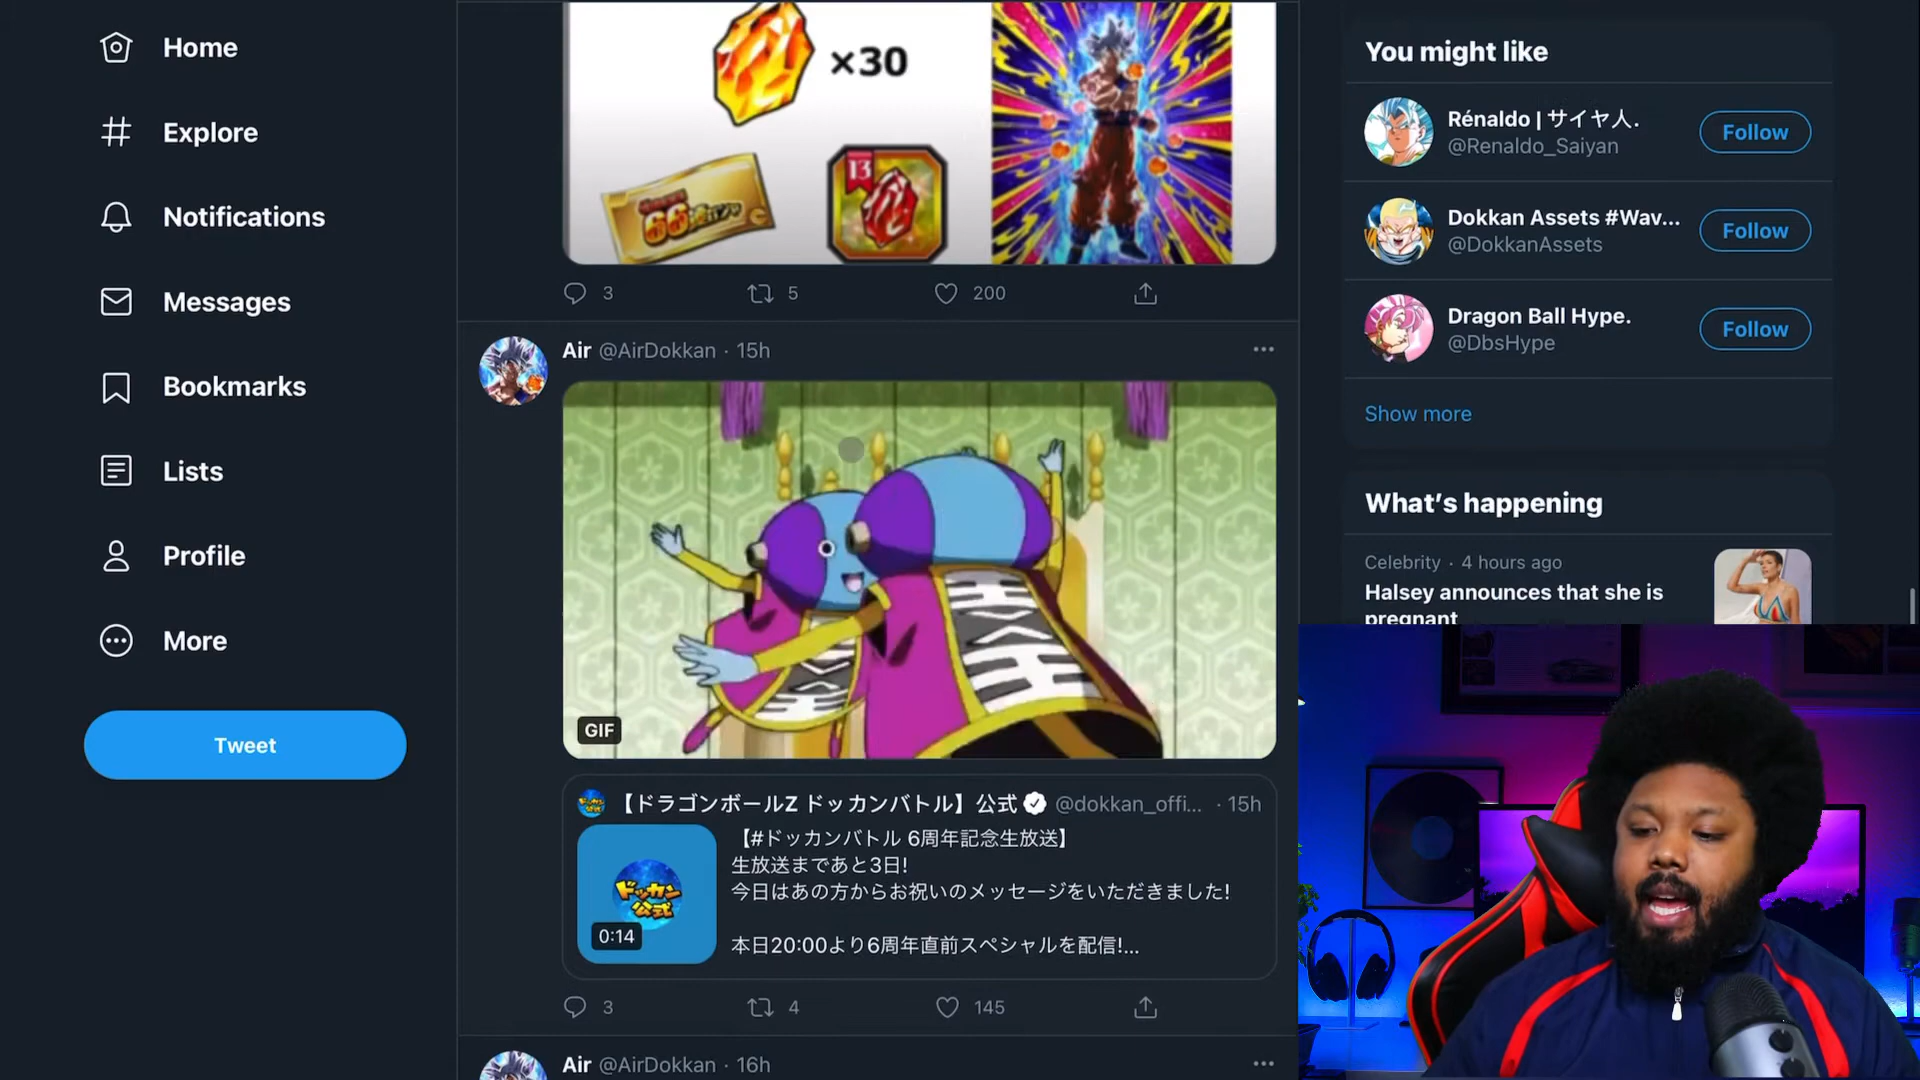 Home
Explore
Notifications
Messages
Bookmarks
Lists
Profile
More
Tweet
×30
13
3
5
200
Air @AirDokkan · 15h
GIF
【ドラゴンボールZ ドッカンバトル】公式 @dokkan_offi... · 15h
ドッカン
公式
0:14
【#ドッカンバトル 6周年記念生放送】
生放送まであと3日!
今日はあの方からお祝いのメッセージをいただきました!
本日20:00より6周年直前スペシャルを配信!...
3
4
145
Air @AirDokkan · 16h
You might like
Rénaldo | サイヤ人.
@Renaldo_Saiyan
Follow
Dokkan Assets #Wav...
@DokkanAssets
Follow
Dragon Ball Hype.
@DbsHype
Follow
Show more
What's happening
Celebrity · 4 hours ago
Halsey announces that she is
pregnant